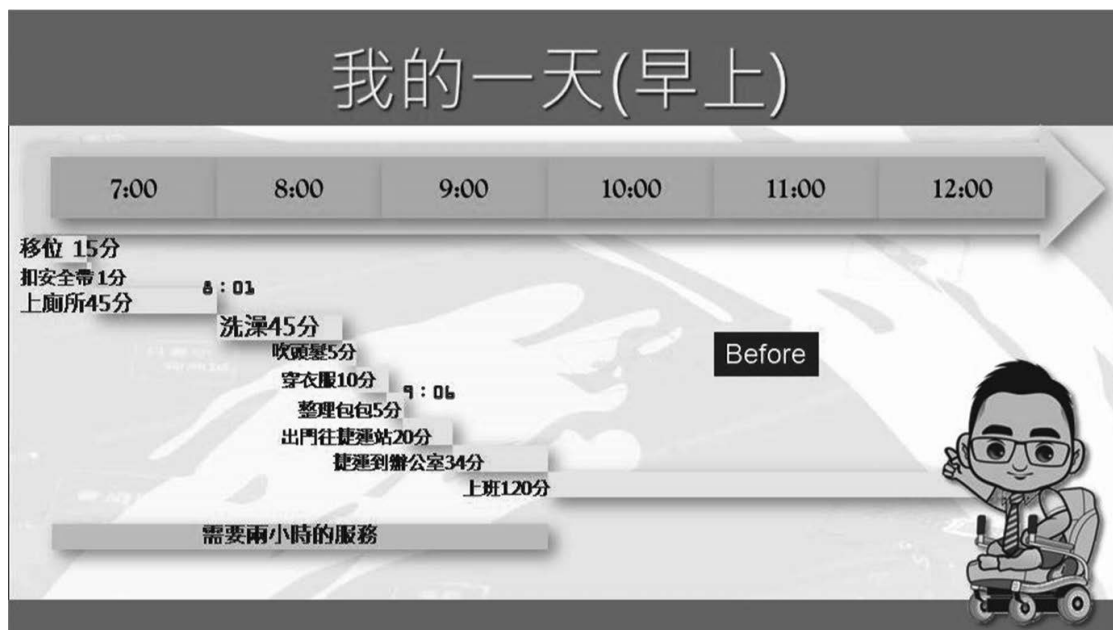 我的一天(早上)
7:00 8:00 9:00 10:00 11:00 12:00
移位 15分
扣安全帶1分
8:01
上廁所45分
洗澡45分
吹頭髮5分
Before
穿衣服10分
9:06
整理包包5分
出門往捷運站20分
捷運到辦公室34分
上班120分
需要兩小時的服務